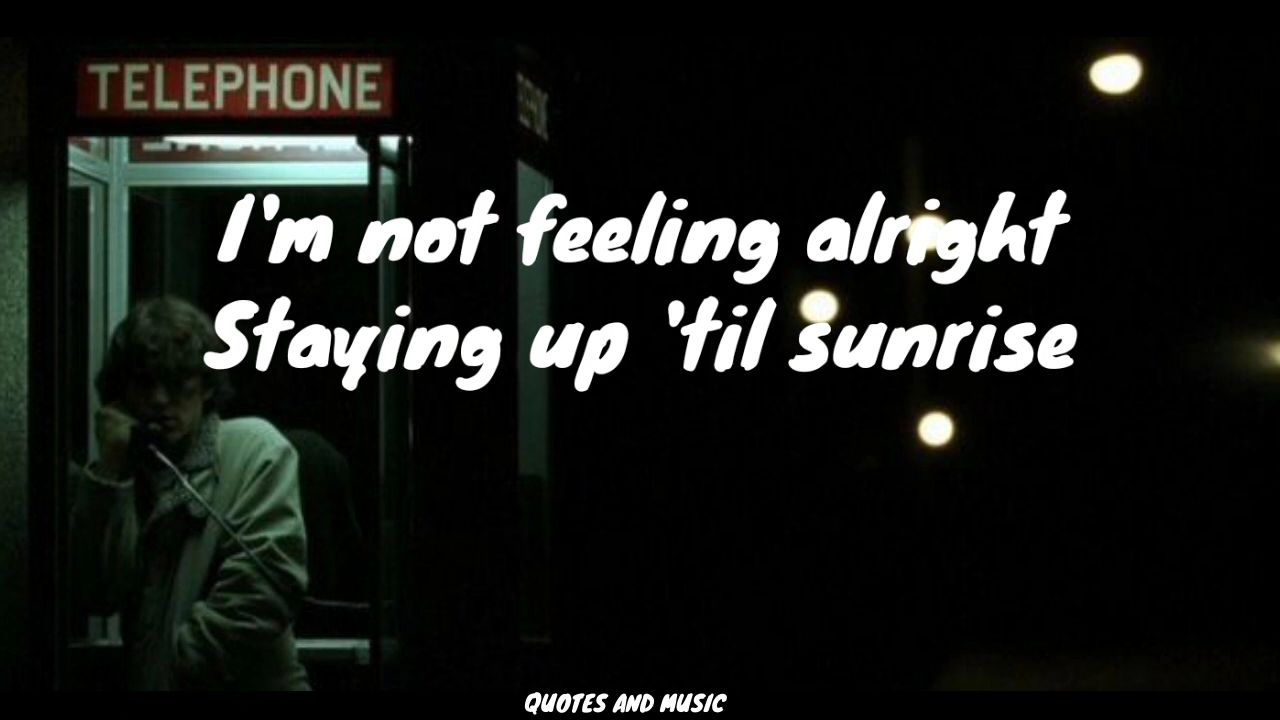 TELEPHONE
I'm not feeling alright
Staying up 'til sunrise
QUOTES AND MUSIC